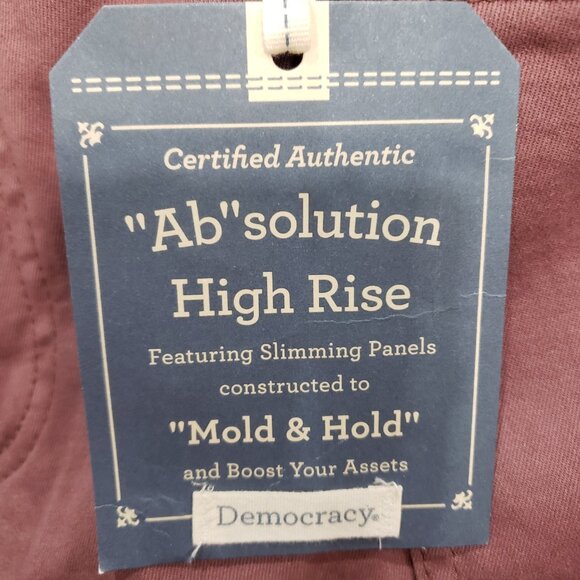 Certified Authentic
"Ab"solution
High Rise
Featuring Slimming Panels
constructed to
"Mold & Hold"
and Boost Your Assets
Democracy®